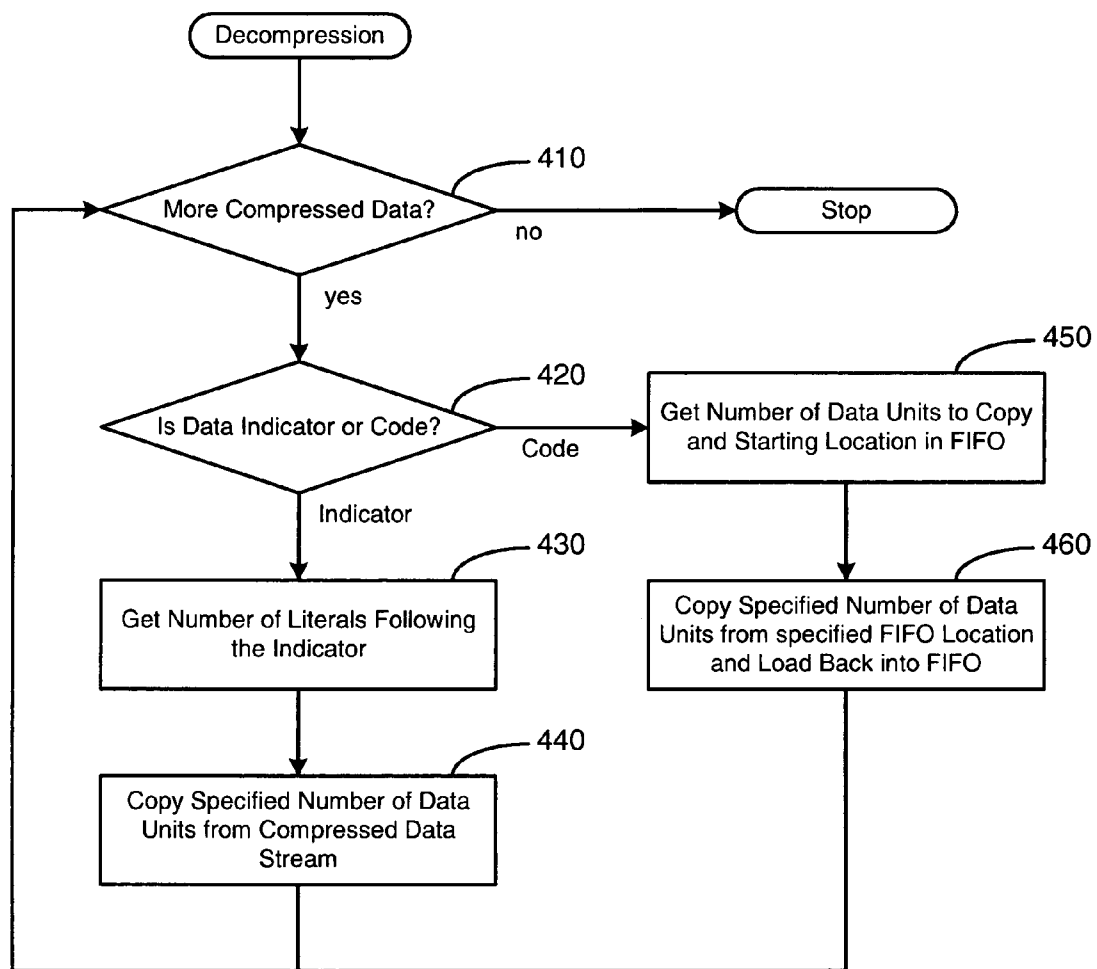 Decompression
410
More Compressed Data?
no
Stop
yes
420
Is Data Indicator or Code?
Code
450
Get Number of Data Units to Copy
and Starting Location in FIFO
Indicator
430
Get Number of Literals Following
the Indicator
460
Copy Specified Number of Data
Units from specified FIFO Location
and Load Back into FIFO
440
Copy Specified Number of Data
Units from Compressed Data
Stream